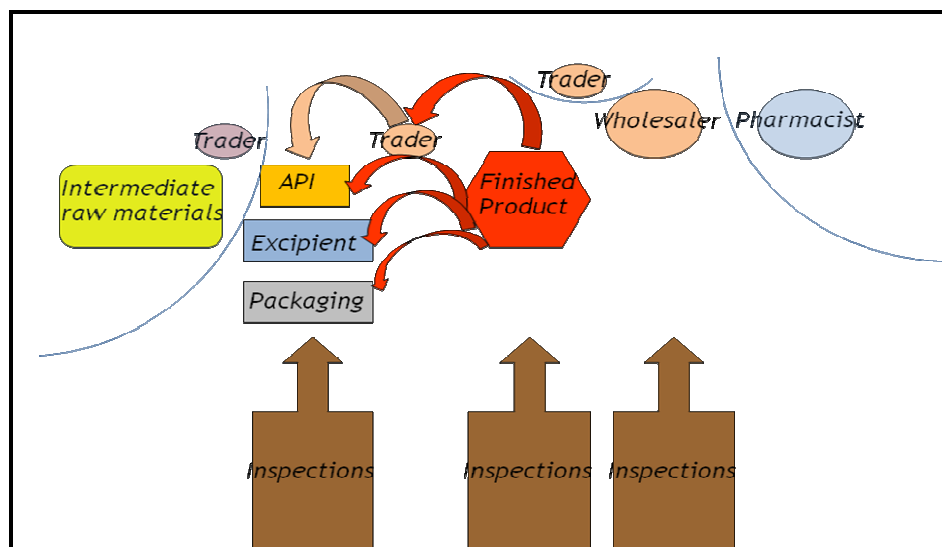 Trader
Wholesaler
Pharmacist
Trader
Trader
API
Finished
Product
Intermediate
raw materials
Excipient
Packaging
Inspections
Inspections
Inspections